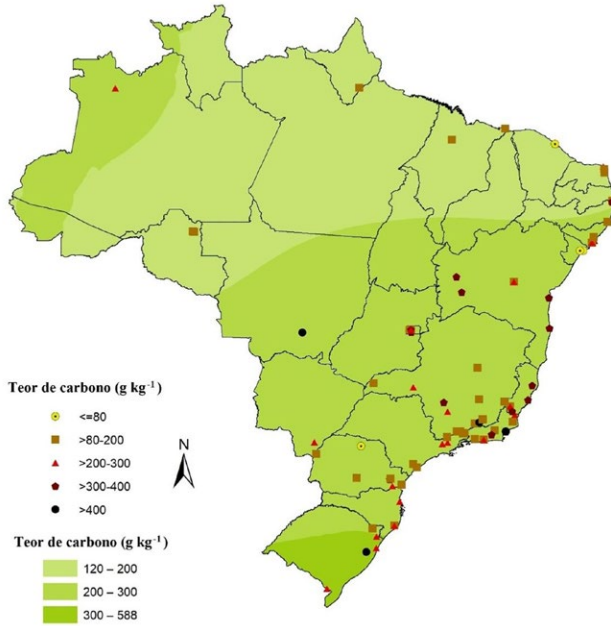 Teor de carbono (g kg⁻¹)
<=80
>80-200
>200-300
>300-400
>400
N
Teor de carbono (g kg⁻¹)
120 – 200
200 – 300
300 – 588